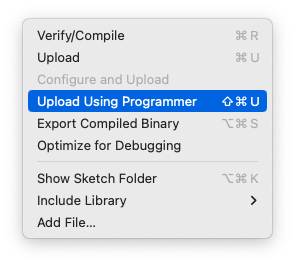 Verify/Compile ⌘ R
Upload ⌘ U
Configure and Upload
Upload Using Programmer ⇧ ⌘ U
Export Compiled Binary ⌥ ⌘ S
Optimize for Debugging
Show Sketch Folder ⌥ ⌘ K
Include Library
Add File...